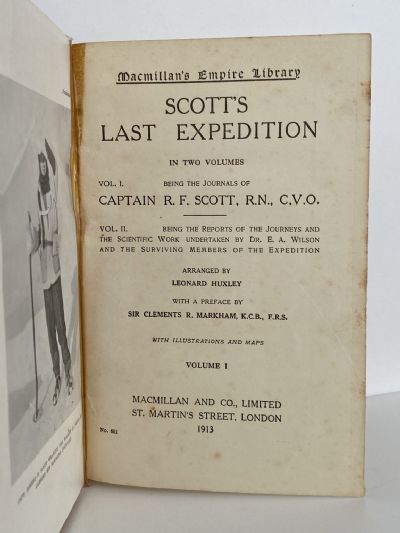 Macmillan's Empire Library
SCOTT'S
LAST EXPEDITION
IN TWO VOLUMES
VOL. I. BEING THE JOURNALS OF
CAPTAIN R. F. SCOTT, R.N., C.V.O.
VOL. II. BEING THE REPORTS OF THE JOURNEYS AND
THE SCIENTIFIC WORK UNDERTAKEN BY DR. E. A. WILSON
AND THE SURVIVING MEMBERS OF THE EXPEDITION
ARRANGED BY
LEONARD HUXLEY
WITH A PREFACE BY
SIR CLEMENTS R. MARKHAM, K.C.B., F.R.S.
WITH ILLUSTRATIONS AND MAPS
VOLUME I
MACMILLAN AND CO., LIMITED
ST. MARTIN'S STREET, LONDON
1913